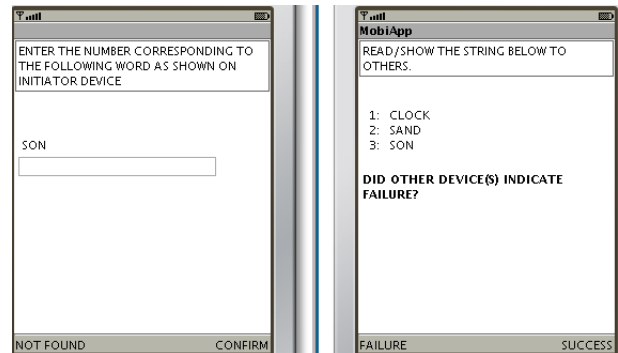 ENTER THE NUMBER CORRESPONDING TO
THE FOLLOWING WORD AS SHOWN ON
INITIATOR DEVICE
SON
NOT FOUND CONFIRM
MobiApp
READ/SHOW THE STRING BELOW TO
OTHERS.
1: CLOCK
2: SAND
3: SON
DID OTHER DEVICE(S) INDICATE
FAILURE?
FAILURE SUCCESS